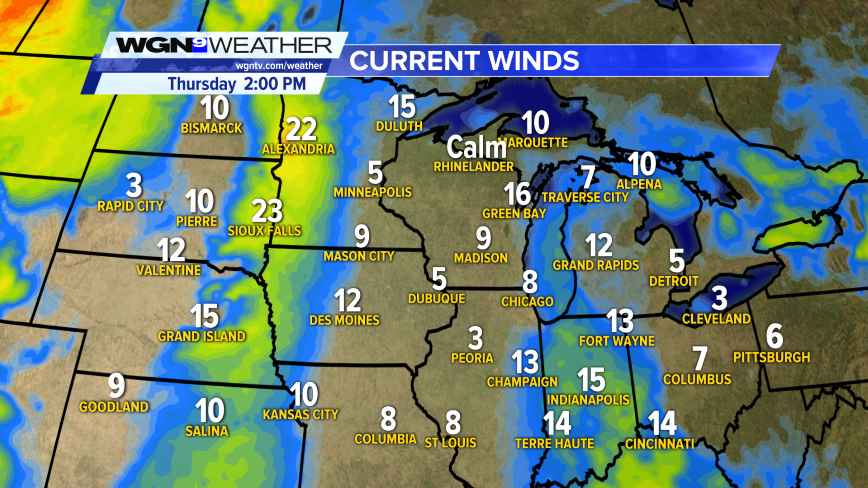 WGN 9 WEATHER
wgntv.com/weather
CURRENT WINDS
Thursday 2:00 PM
10
BISMARCK
22
ALEXANDRIA
15
DULUTH
10
MARQUETTE
Calm
RHINELANDER
3
RAPID CITY
10
PIERRE
23
SIOUX FALLS
5
MINNEAPOLIS
16
GREEN BAY
7
TRAVERSE CITY
10
ALPENA
12
VALENTINE
9
MASON CITY
9
MADISON
12
GRAND RAPIDS
5
DETROIT
15
GRAND ISLAND
12
DES MOINES
5
DUBUQUE
8
CHICAGO
3
CLEVELAND
3
PEORIA
13
FORT WAYNE
6
PITTSBURGH
9
GOODLAND
10
SALINA
10
KANSAS CITY
13
CHAMPAIGN
15
INDIANAPOLIS
7
COLUMBUS
8
COLUMBIA
8
ST LOUIS
14
TERRE HAUTE
14
CINCINNATI